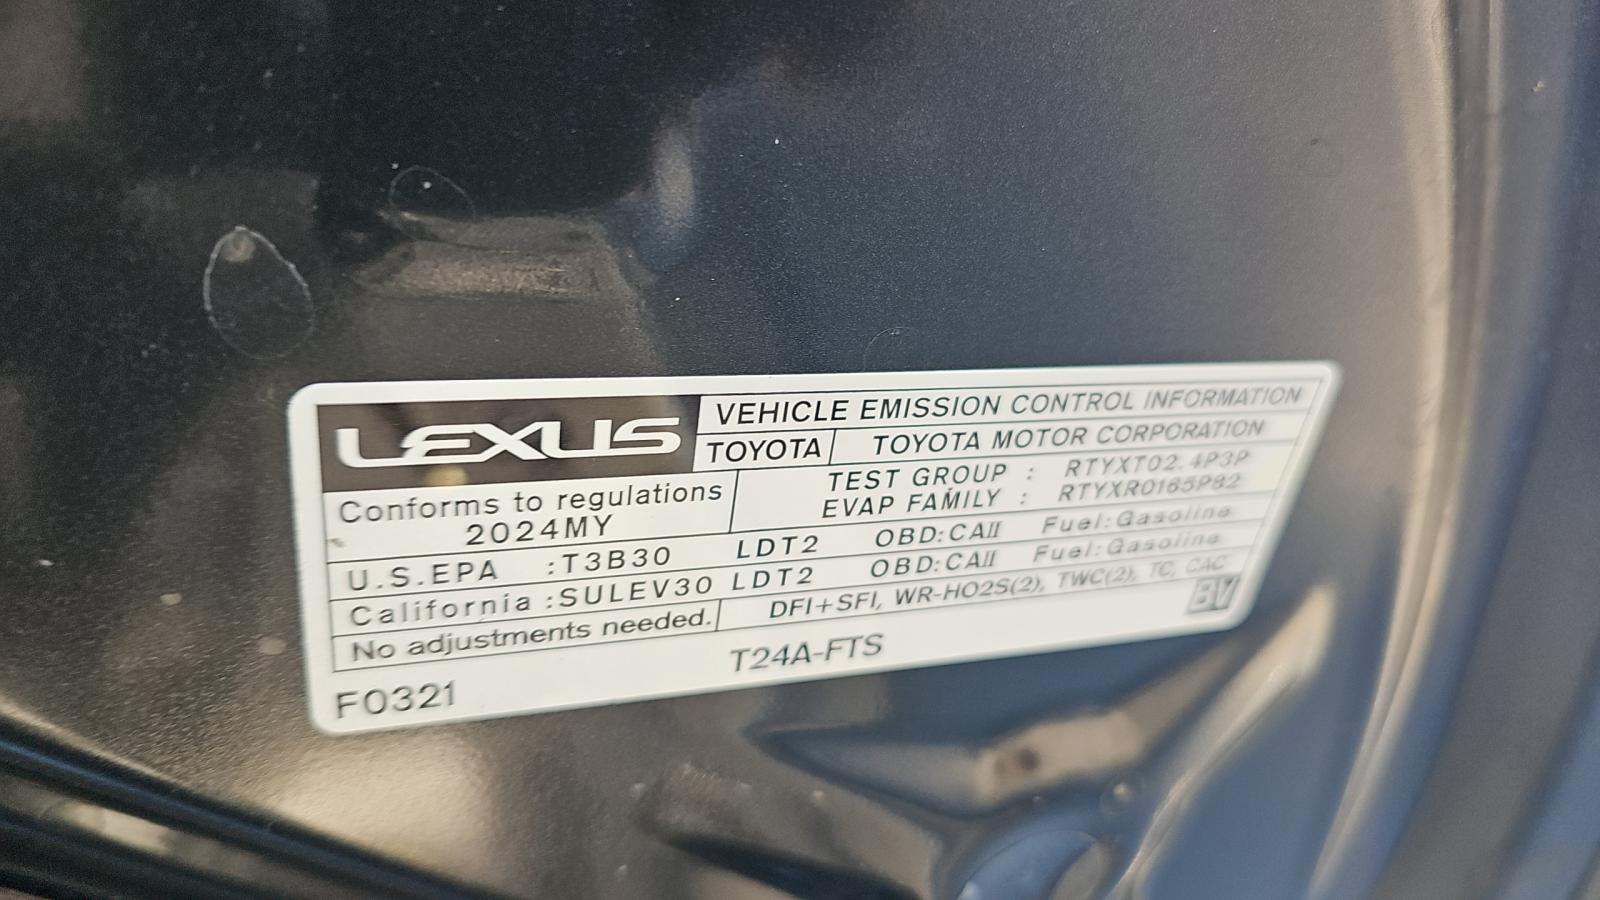 LEXUS
VEHICLE EMISSION CONTROL INFORMATION
TOYOTA TOYOTA MOTOR CORPORATION
Conforms to regulations
2024MY
TEST GROUP : RTYXT02.4P3P
EVAP FAMILY : RTYXR0165P82
U.S.EPA :T3B30 LDT2 OBD:CAII Fuel:Gasoline
California :SULEV30 LDT2 OBD:CAII Fuel:Gasoline
No adjustments needed. DFI+SFI, WR-HO2S(2), TWC(2), TC, CAC
F0321 T24A-FTS BV